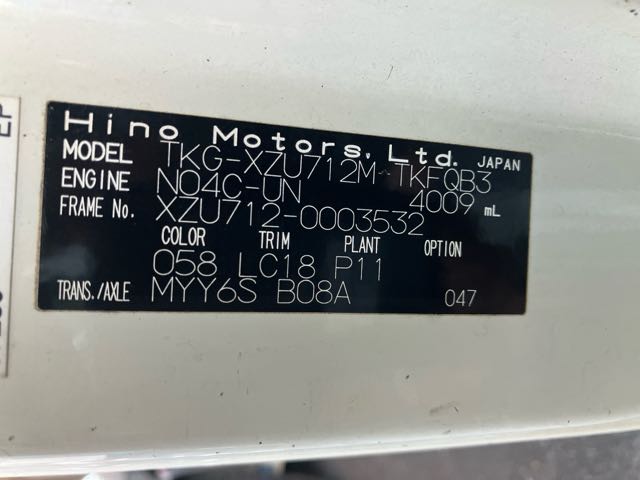 Hino Motors, Ltd. JAPAN
MODEL TKG-XZU712M-TKFQB3
ENGINE N04C-UN 4009 mL
FRAME No. XZU712-0003532
COLOR TRIM PLANT OPTION
058 LC18 P11
TRANS./AXLE MYY6S B08A 047
EP